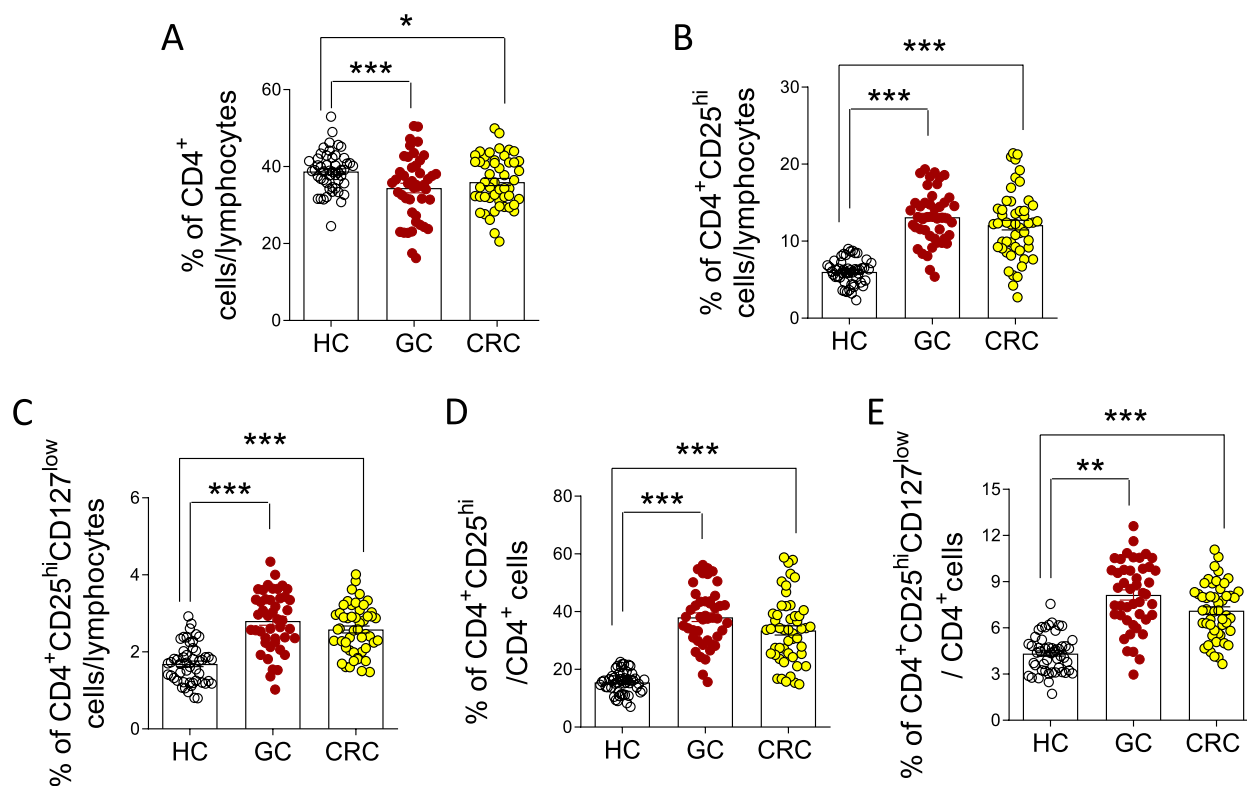 A
% of CD4⁺
cells/lymphocytes
*
***
60
40
20
0
HC GC CRC
B
% of CD4⁺CD25ʰⁱ
cells/lymphocytes
***
***
30
20
10
0
HC GC CRC
C
% of CD4⁺CD25ʰⁱCD127ˡᵒʷ
cells/lymphocytes
***
***
6
4
2
0
HC GC CRC
D
% of CD4⁺CD25ʰⁱ
/CD4⁺ cells
***
***
80
60
40
20
0
HC GC CRC
E
% of CD4⁺CD25ʰⁱCD127ˡᵒʷ
/ CD4⁺cells
***
**
15
12
9
6
3
0
HC GC CRC